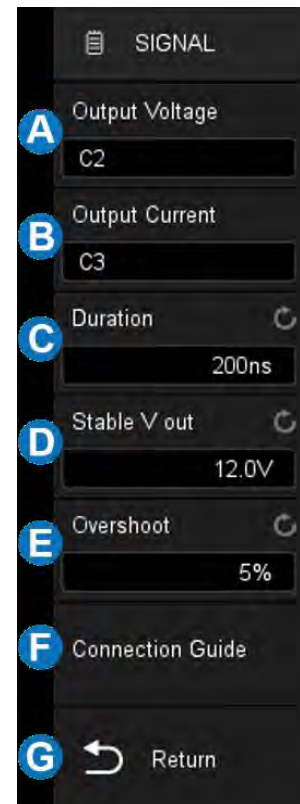 SIGNAL
A
Output Voltage
C2
B
Output Current
C3
C
Duration
200ns
D
Stable V out
12.0V
E
Overshoot
5%
F
Connection Guide
G
Return